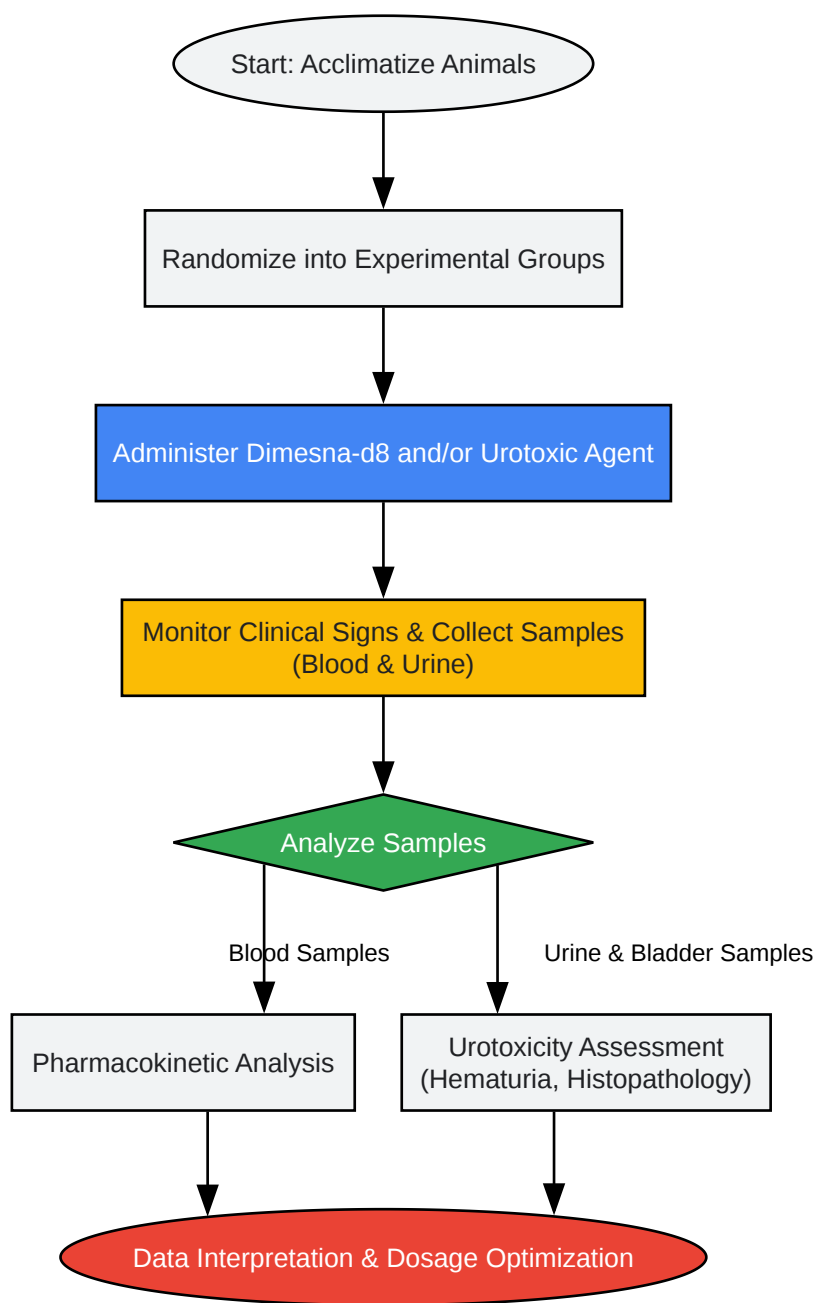 Start: Acclimatize Animals
Randomize into Experimental Groups
Administer Dimesna-d8 and/or Urotoxic Agent
Monitor Clinical Signs & Collect Samples
(Blood & Urine)
Analyze Samples
Blood Samples
Urine & Bladder Samples
Pharmacokinetic Analysis
Urotoxicity Assessment
(Hematuria, Histopathology)
Data Interpretation & Dosage Optimization